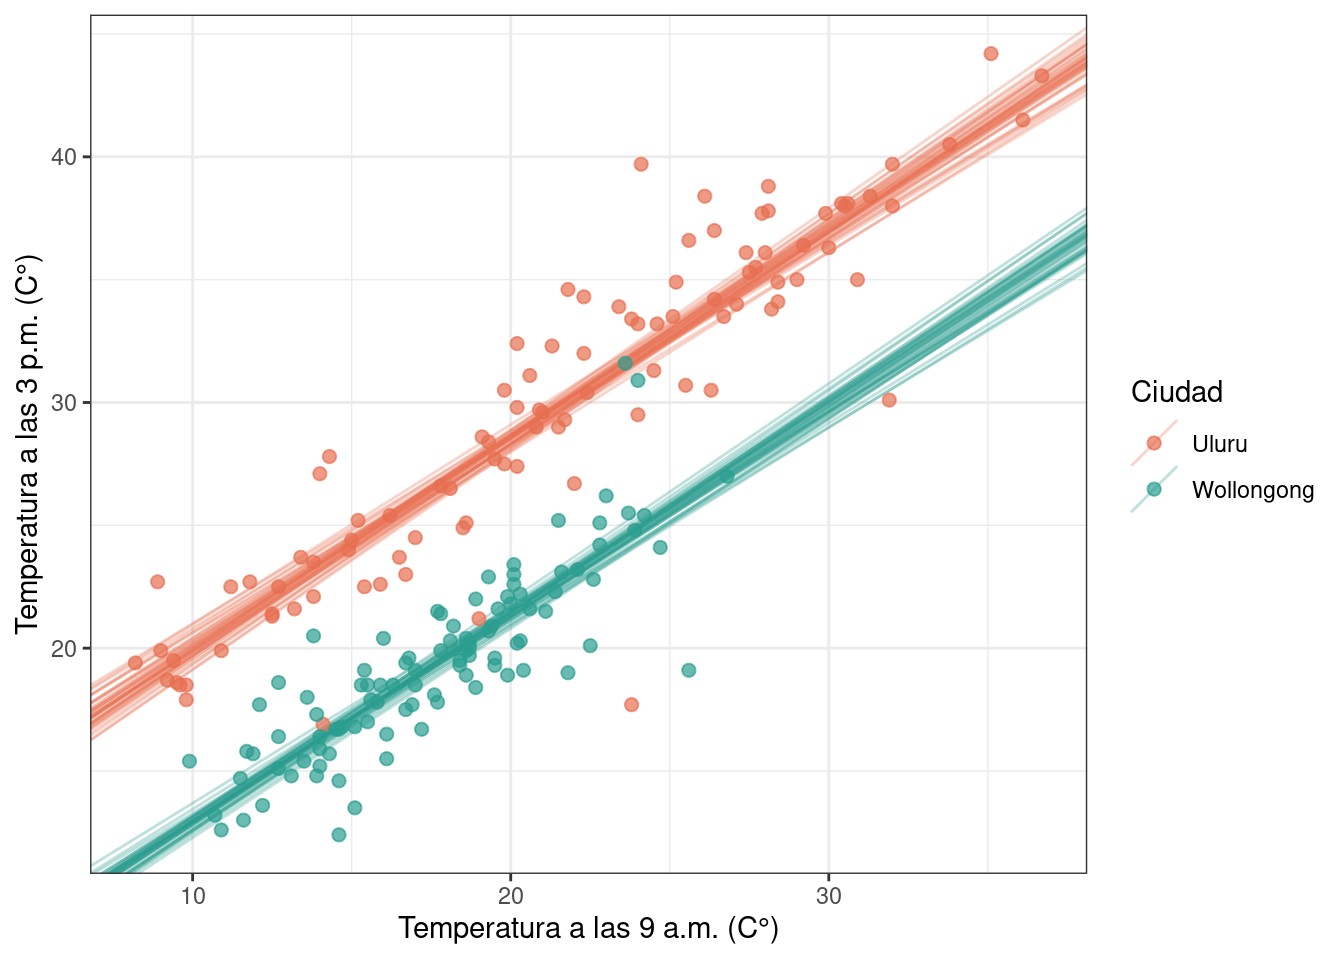 Temperatura a las 3 p.m. (C°)
40
30
20
10
20
30
Temperatura a las 9 a.m. (C°)
Ciudad
Uluru
Wollongong